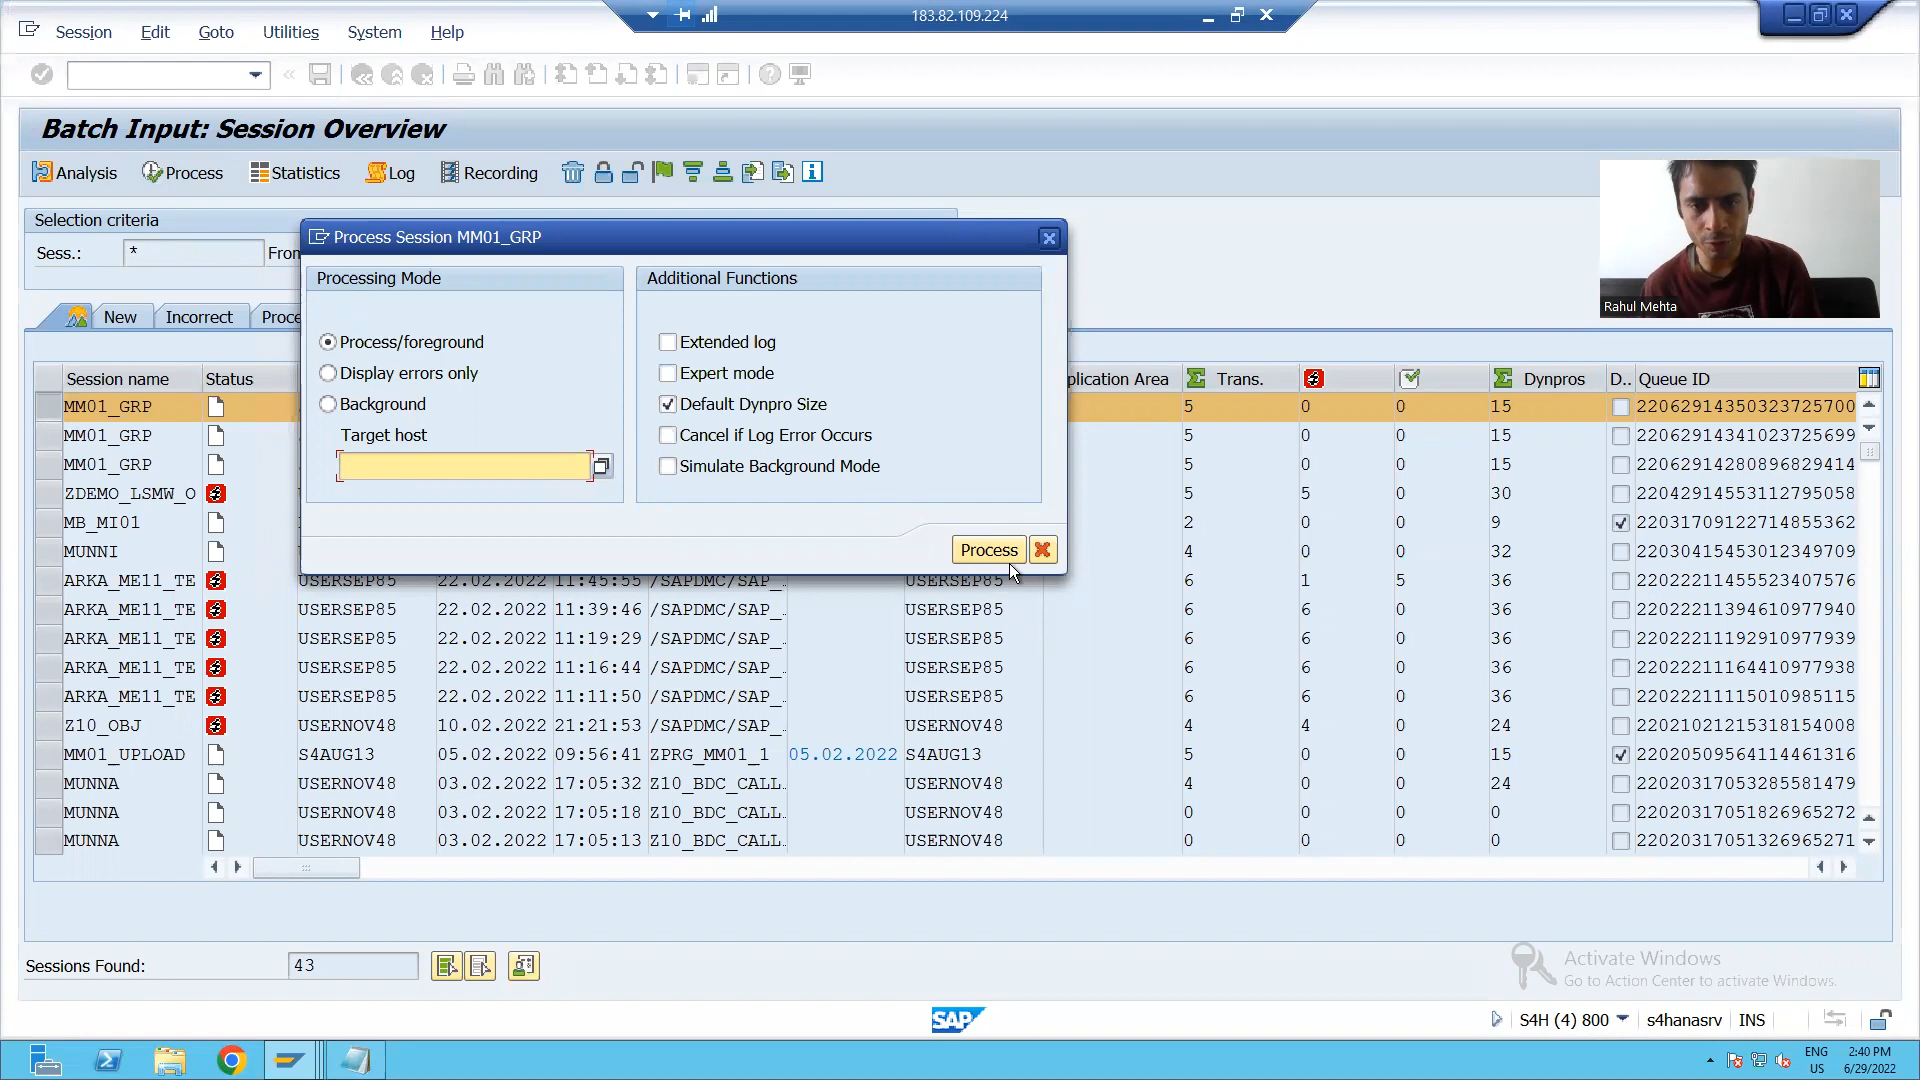 183.82.109.224
Session Edit Goto Utilities System Help
Batch Input: Session Overview
Analysis Process Statistics Log Recording
Selection criteria
Sess.: * From
Rahul Mehta
Process Session MM01_GRP
Processing Mode Additional Functions
Process/foreground Extended log
Display errors only Expert mode
Background Default Dynpro Size
Target host Cancel if Log Error Occurs
Simulate Background Mode
Process
New Incorrect Proce
Session name Status plication Area Trans. Dynpros D.. Queue ID
MM01_GRP 5 0 0 15 22062914350323725700
MM01_GRP 5 0 0 15 22062914341023725699
MM01_GRP 5 0 0 15 22062914280896829414
ZDEMO_LSMW_O 5 5 0 30 22042914553112795058
MB_MI01 2 0 0 9 22031709122714855362
MUNNI 4 0 0 32 22030415453012349709
ARKA_ME11_TE USERSEP85 22.02.2022 11:45:55 /SAPDMC/SAP_. USERSEP85 6 1 5 36 22022211455523407576
ARKA_ME11_TE USERSEP85 22.02.2022 11:39:46 /SAPDMC/SAP_. USERSEP85 6 6 0 36 22022211394610977940
ARKA_ME11_TE USERSEP85 22.02.2022 11:19:29 /SAPDMC/SAP_. USERSEP85 6 6 0 36 22022211192910977939
ARKA_ME11_TE USERSEP85 22.02.2022 11:16:44 /SAPDMC/SAP_. USERSEP85 6 6 0 36 22022211164410977938
ARKA_ME11_TE USERSEP85 22.02.2022 11:11:50 /SAPDMC/SAP_. USERSEP85 6 6 0 36 22022211115010985115
Z10_OBJ USERNOV48 10.02.2022 21:21:53 /SAPDMC/SAP_. USERNOV48 4 4 0 24 22021021215318154008
MM01_UPLOAD S4AUG13 05.02.2022 09:56:41 ZPRG_MM01_1 05.02.2022 S4AUG13 5 0 0 15 22020509564114461316
MUNNA USERNOV48 03.02.2022 17:05:32 Z10_BDC_CALL. USERNOV48 4 0 0 24 22020317053285581479
MUNNA USERNOV48 03.02.2022 17:05:18 Z10_BDC_CALL. USERNOV48 0 0 0 0 22020317051826965272
MUNNA USERNOV48 03.02.2022 17:05:13 Z10_BDC_CALL. USERNOV48 0 0 0 0 22020317051326965271
Sessions Found: 43
Activate Windows
Go to Action Center to activate Windows.
SAP
S4H (4) 800 s4hanasrv INS
ENG 2:40 PM
US 6/29/2022